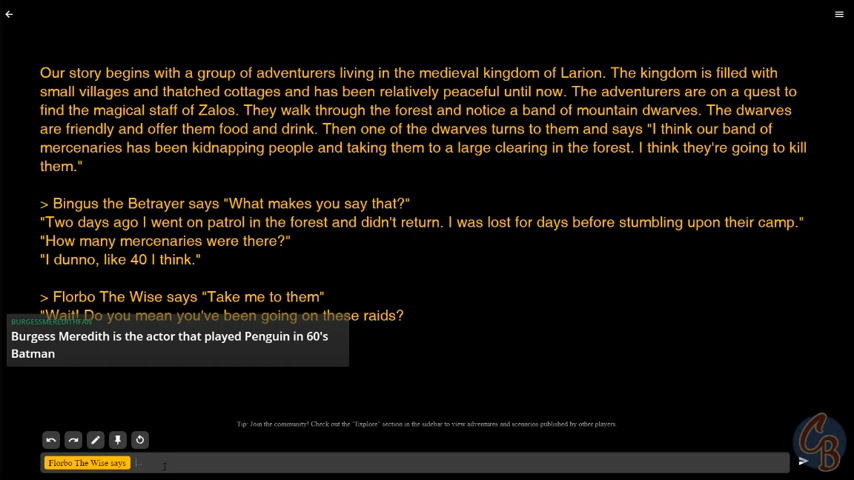 Our story begins with a group of adventurers living in the medieval kingdom of Larion. The kingdom is filled with
small villages and thatched cottages and has been relatively peaceful until now. The adventurers are on a quest to
find the magical staff of Zalos. They walk through the forest and notice a band of mountain dwarves. The dwarves
are friendly and offer them food and drink. Then one of the dwarves turns to them and says "I think our band of
mercenaries has been kidnapping people and taking them to a large clearing in the forest. I think they're going to kill
them."
> Bingus the Betrayer says "What makes you say that?"
"Two days ago I went on patrol in the forest and didn't return. I was lost for days before stumbling upon their camp."
"How many mercenaries were there?"
"I dunno, like 40 I think."
> Florbo The Wise says "Take me to them"
"Wait! Do you mean you've been going on these raids?
BURGESSMEREDITHFAN
Burgess Meredith is the actor that played Penguin in 60's
Batman
Tip: Join the community! Check out the "Explore" section in the sidebar to view adventures and scenarios published by other players.
Florbo The Wise says
CB